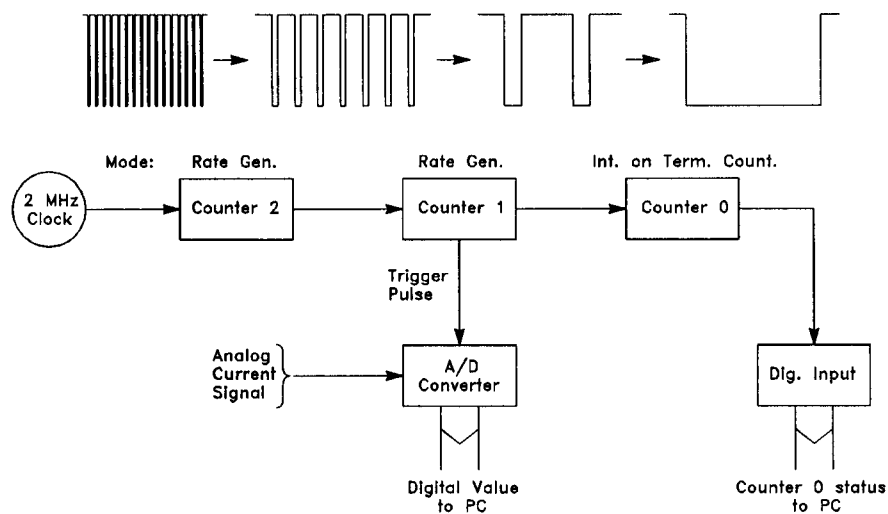 Mode:
Rate Gen.
Rate Gen.
Int. on Term. Count.
2 MHz
Clock
Counter 2
Counter 1
Counter 0
Trigger
Pulse
Analog
Current
Signal
A/D
Converter
Dig. Input
Digital Value
to PC
Counter 0 status
to PC